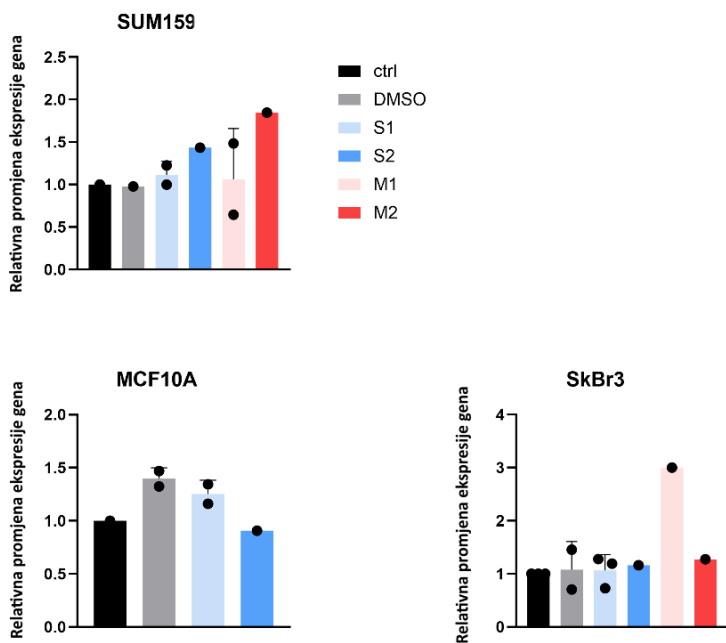 SUM159
Relativna promjena ekspresije gena
2.5
2.0
1.5
1.0
0.5
0.0
ctrl
DMSO
S1
S2
M1
M2
MCF10A
Relativna promjena ekspresije gena
2.0
1.5
1.0
0.5
0.0
SkBr3
Relativna promjena ekspresije gena
4
3
2
1
0